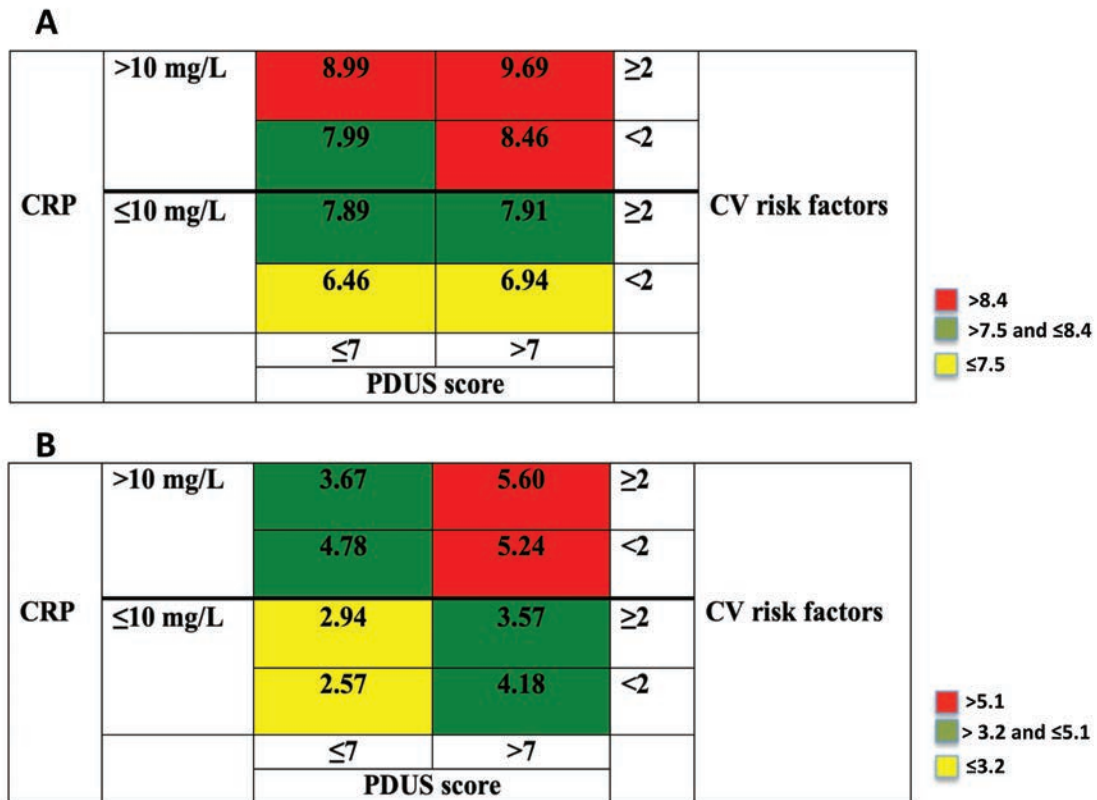 A
>10 mg/L 8.99 9.69 ≥2
7.99 8.46 <2
CRP ≤10 mg/L 7.89 7.91 ≥2 CV risk factors
6.46 6.94 <2
≤7 >7
PDUS score
>8.4
>7.5 and ≤8.4
≤7.5
B
>10 mg/L 3.67 5.60 ≥2
4.78 5.24 <2
CRP ≤10 mg/L 2.94 3.57 ≥2 CV risk factors
2.57 4.18 <2
≤7 >7
PDUS score
>5.1
> 3.2 and ≤5.1
≤3.2